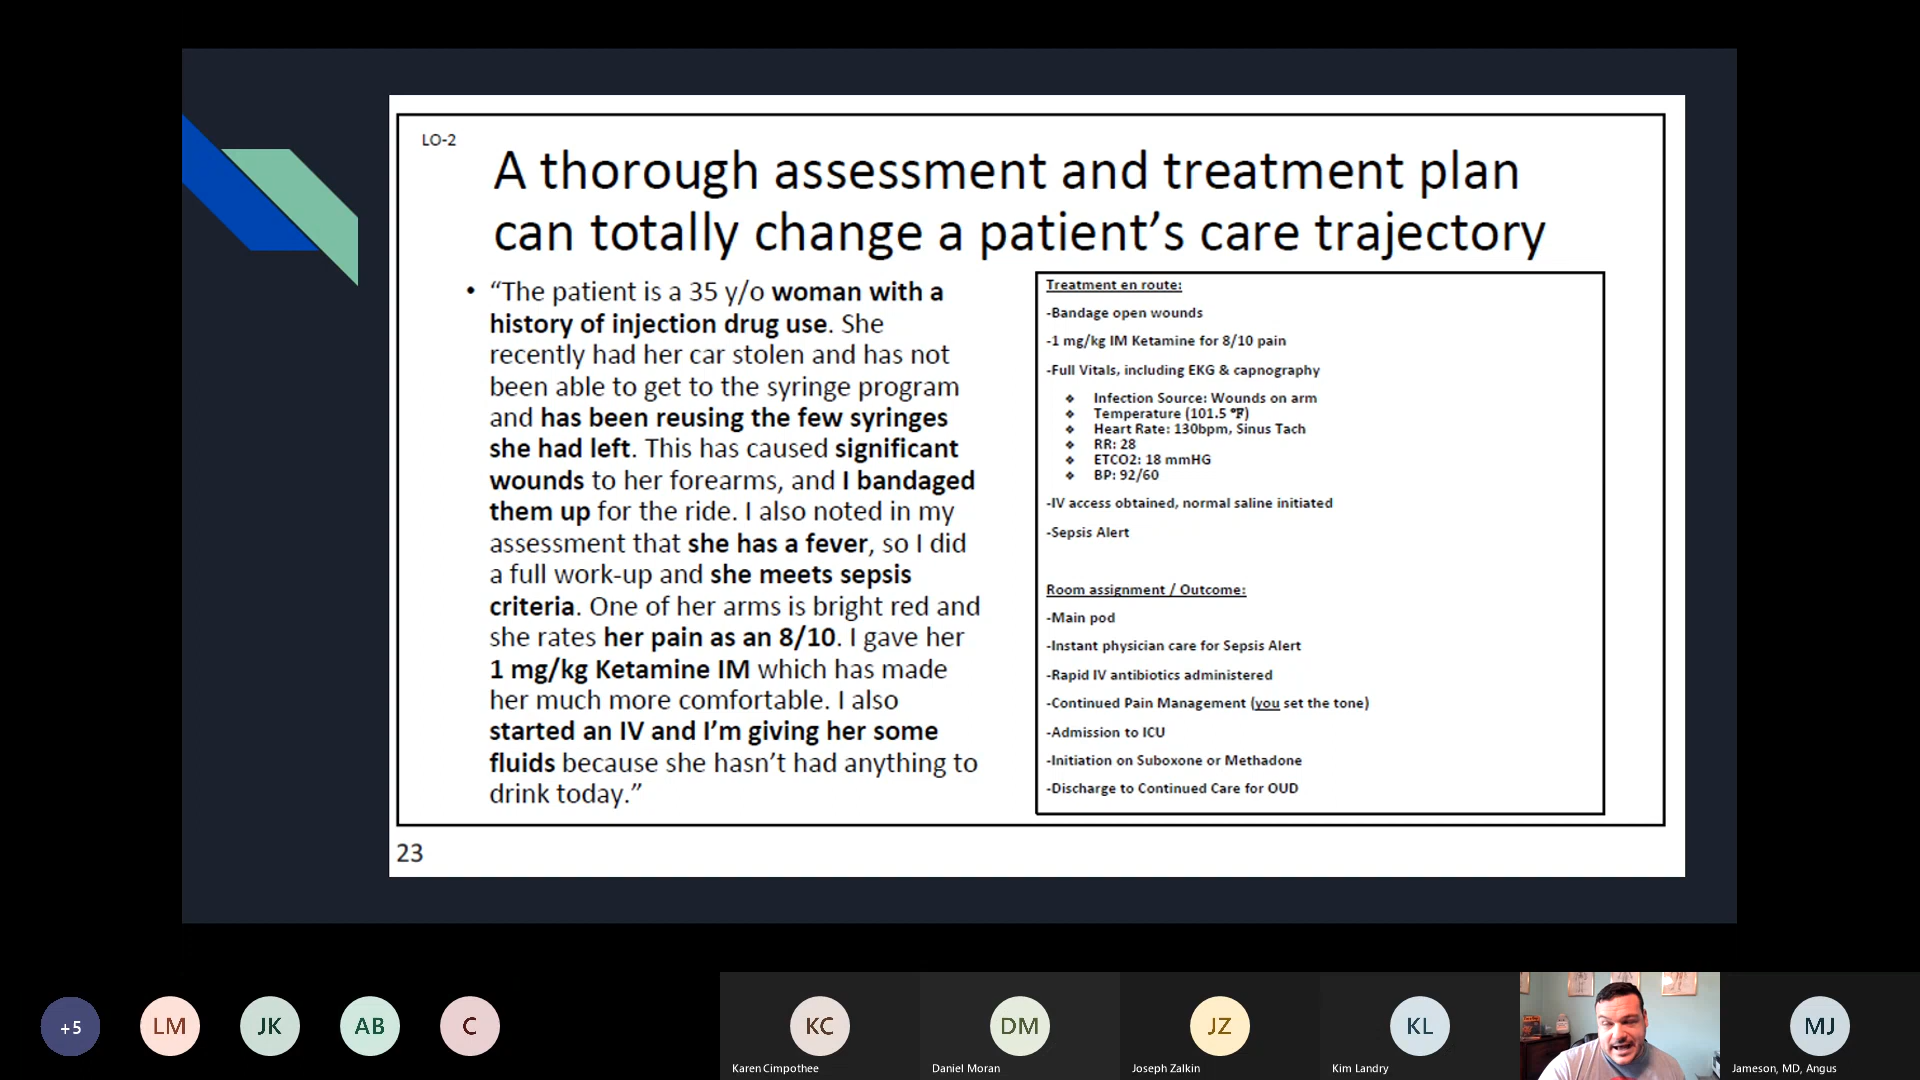 LO-2
A thorough assessment and treatment plan
can totally change a patient’s care trajectory
• “The patient is a 35 y/o woman with a
history of injection drug use. She
recently had her car stolen and has not
been able to get to the syringe program
and has been reusing the few syringes
she had left. This has caused significant
wounds to her forearms, and I bandaged
them up for the ride. I also noted in my
assessment that she has a fever, so I did
a full work-up and she meets sepsis
criteria. One of her arms is bright red and
she rates her pain as an 8/10. I gave her
1 mg/kg Ketamine IM which has made
her much more comfortable. I also
started an IV and I’m giving her some
fluids because she hasn’t had anything to
drink today.”
Treatment en route:
-Bandage open wounds
-1 mg/kg IM Ketamine for 8/10 pain
-Full Vitals, including EKG & capnography
❖ Infection Source: Wounds on arm
❖ Temperature (101.5 °F)
❖ Heart Rate: 130bpm, Sinus Tach
❖ RR: 28
❖ ETCO2: 18 mmHG
❖ BP: 92/60
-IV access obtained, normal saline initiated
-Sepsis Alert
Room assignment / Outcome:
-Main pod
-Instant physician care for Sepsis Alert
-Rapid IV antibiotics administered
-Continued Pain Management (you set the tone)
-Admission to ICU
-Initiation on Suboxone or Methadone
-Discharge to Continued Care for OUD
23
+5
LM
JK
AB
C
KC
DM
JZ
KL
MJ
Karen Cimpothee
Daniel Moran
Joseph Zalkin
Kim Landry
Jameson, MD, Angus